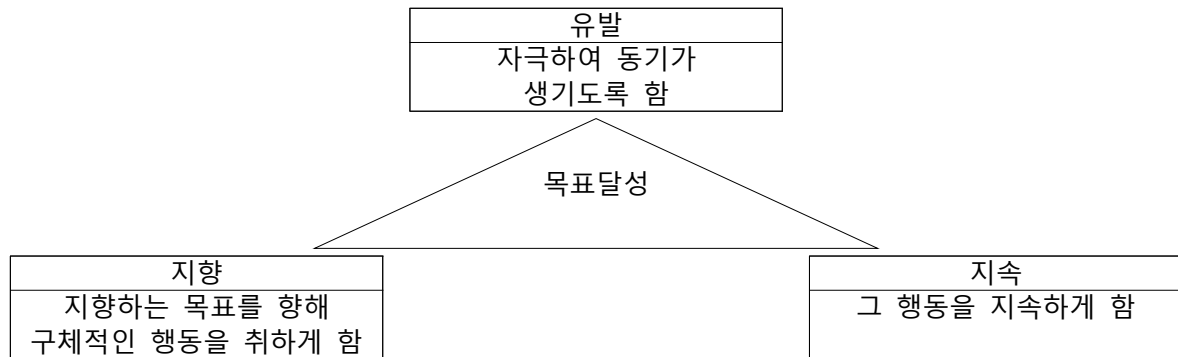 유발
자극하여 동기가
생기도록 함
목표달성
지향
지향하는 목표를 향해
구체적인 행동을 취하게 함
지속
그 행동을 지속하게 함